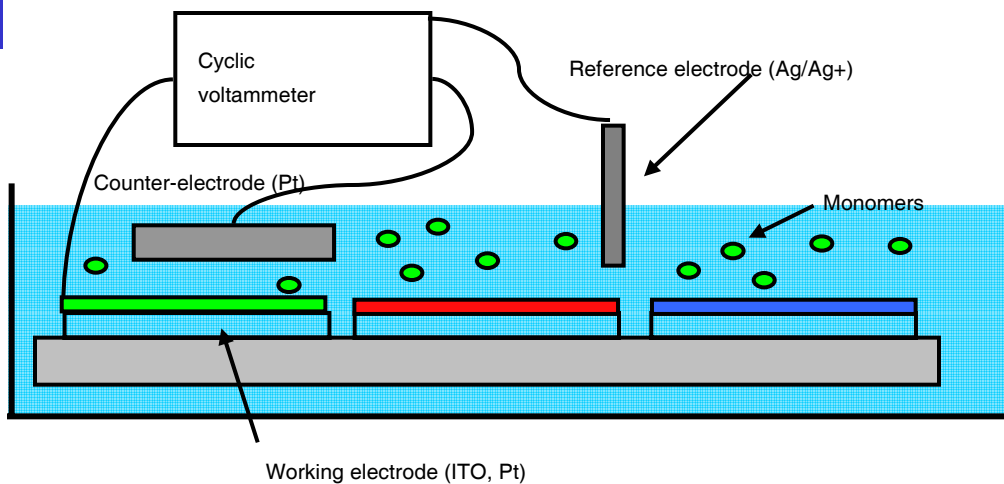 Cyclic
voltammeter
Reference electrode (Ag/Ag+)
Counter-electrode (Pt)
Monomers
Working electrode (ITO, Pt)